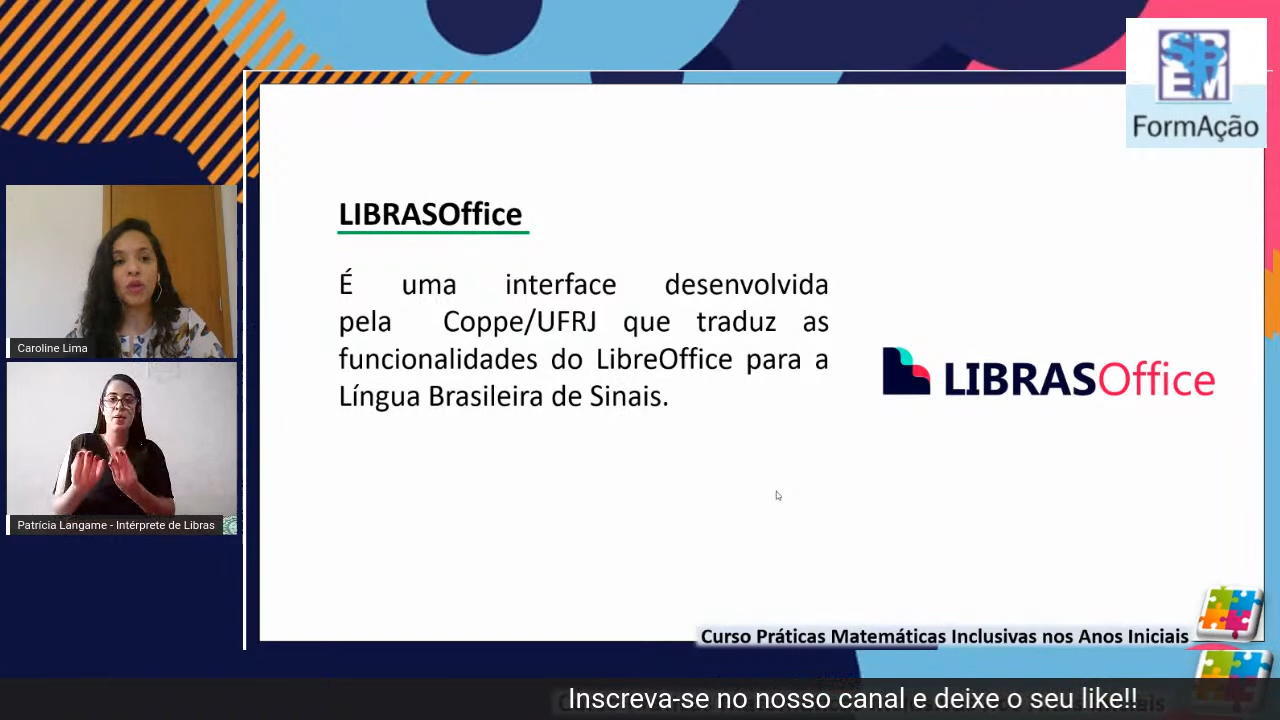 SBEM
FormAção
LIBRASOffice
É uma interface desenvolvida
pela Coppe/UFRJ que traduz as
funcionalidades do LibreOffice para a
Língua Brasileira de Sinais.
LIBRASOffice
Caroline Lima
Patrícia Langame - Intérprete de Libras
Curso Práticas Matemáticas Inclusivas nos Anos Iniciais
Inscreva-se no nosso canal e deixe o seu like!!